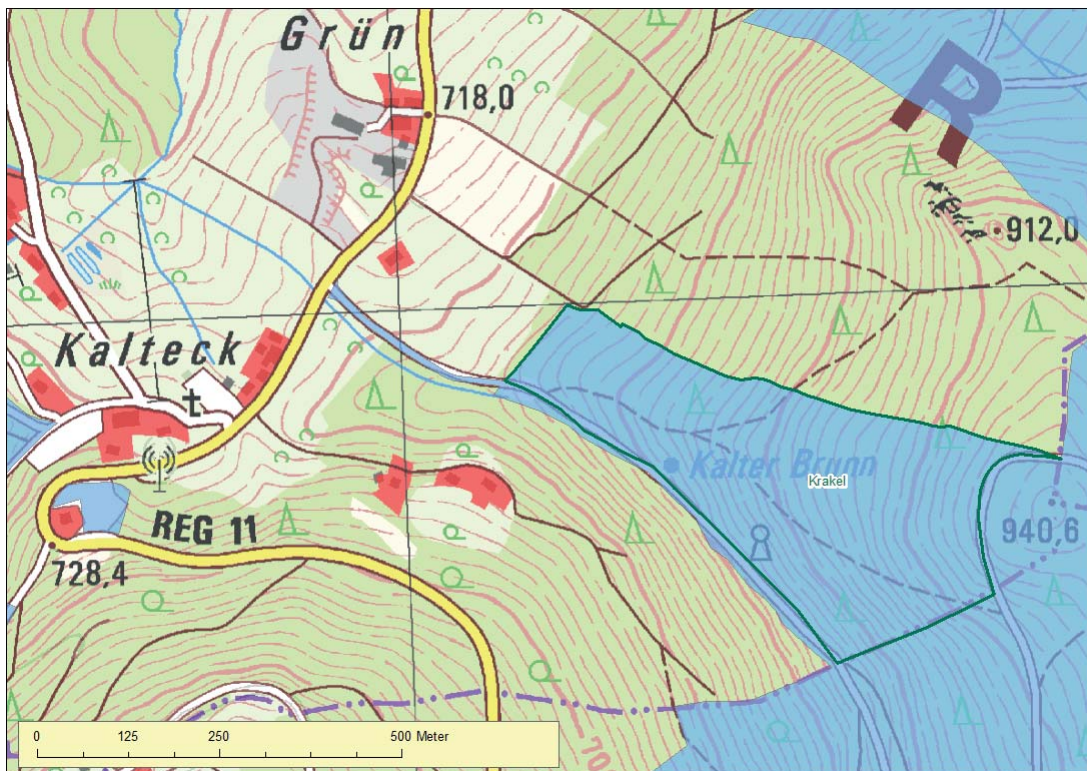 Grün
718,0
R
912,0
Kalteck
Kalter Brunn
Krakel
REG 11
940,6
728,4
70
0 125 250 500 Meter